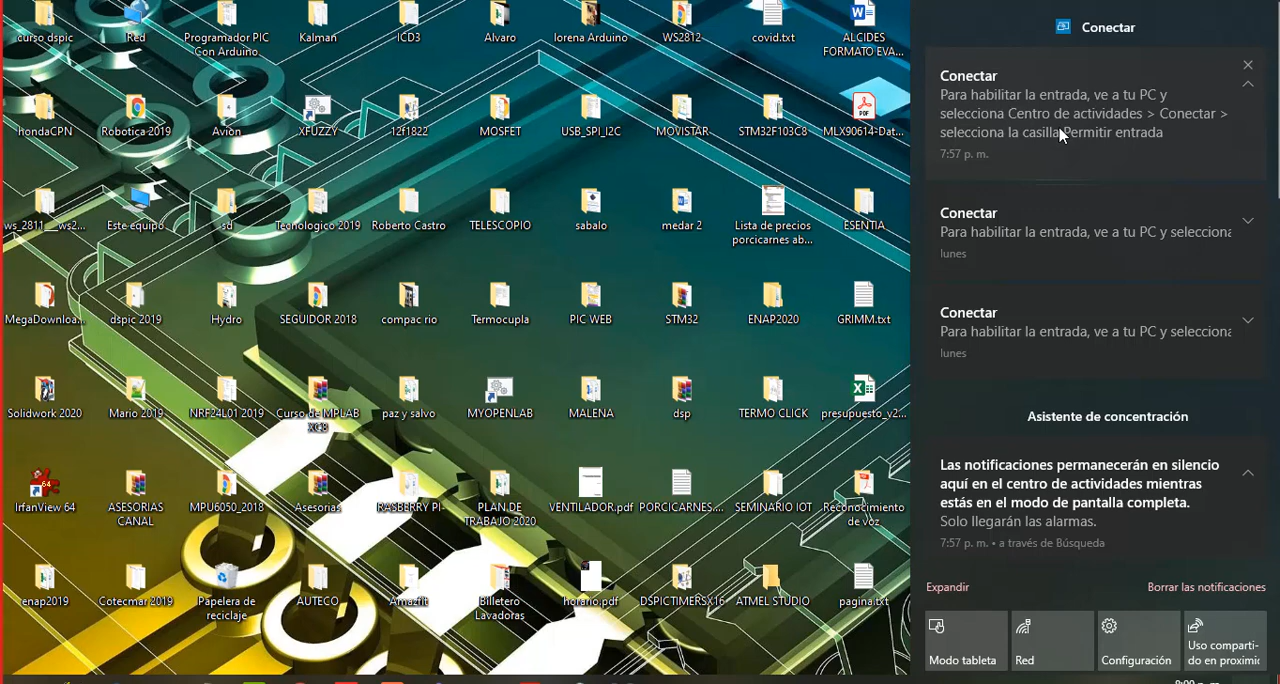 curso dspic
Red
Programador PIC
Con Arduino
Kalman
ICD3
Alvaro
lorena Arduino
WS2812
covid.txt
ALCIDES
FORMATO EVA...
hondaCPN
Robotica 2019
Avion
XFUZZY
12f1822
MOSFET
USB_SPI_I2C
MOVISTAR
STM32F103C8
MLX90614-Dat...
ws_2811__ws2...
Este equipo
sd
Tecnologico 2019
Roberto Castro
TELESCOPIO
sabalo
medar 2
Lista de precios
porcicarnes ab...
ESENTIA
MegaDownloa...
dspic 2019
Hydro
SEGUIDOR 2018
compac rio
Termocupla
PIC WEB
STM32
ENAP2020
GRIMM.txt
Solidwork 2020
Mario 2019
NRF24L01 2019
Curso de MPLAB
XC8
paz y salvo
MYOPENLAB
MALENA
dsp
TERMO CLICK
presupuesto_v2...
64
IrfanView 64
ASESORIAS
CANAL
MPU6050_2018
Asesorias
RASBERRY PI
PLAN DE
TRABAJO 2020
VENTILADOR.pdf
PORCICARNES....
SEMINARIO IOT
Reconocimiento
de voz
enap2019
Cotecmar 2019
Papelera de
reciclaje
AUTECO
Amazfit
Billetero
Lavadoras
horario.pdf
DSPICTIMERSX16
ATMEL STUDIO
pagina.txt
Conectar
Conectar
Para habilitar la entrada, ve a tu PC y
selecciona Centro de actividades > Conectar >
selecciona la casilla Permitir entrada
7:57 p. m.
Conectar
Para habilitar la entrada, ve a tu PC y selecciona
lunes
Conectar
Para habilitar la entrada, ve a tu PC y selecciona
lunes
Asistente de concentración
Las notificaciones permanecerán en silencio
aquí en el centro de actividades mientras
estás en el modo de pantalla completa.
Solo llegarán las alarmas.
7:57 p. m. • a través de Búsqueda
Expandir
Borrar las notificaciones
Modo tableta
Red
Configuración
Uso comparti-
do en proximic